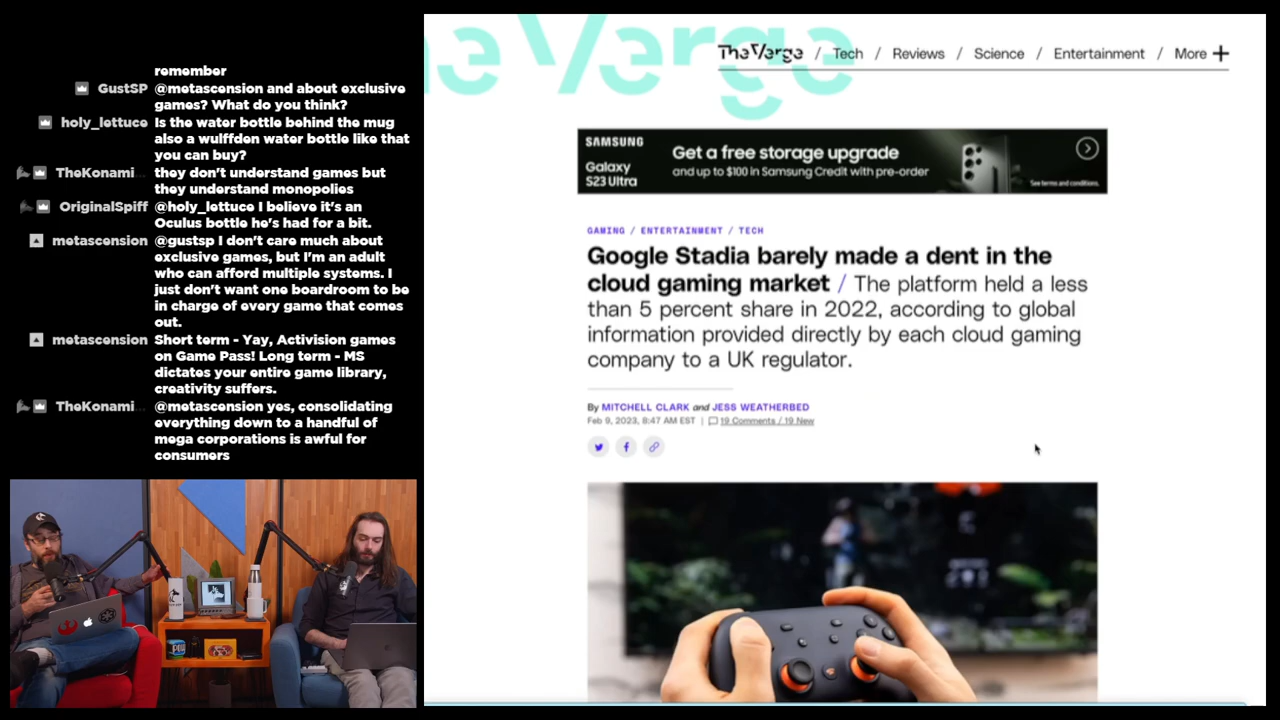 remember
GustSP @metascension and about exclusive
games? What do you think?
holy_lettuce Is the water bottle behind the mug
also a wulffden water bottle like that
you can buy?
TheKonami... they don't understand games but
they understand monopolies
OriginalSpiff @holy_lettuce I believe it's an
Oculus bottle he's had for a bit.
metascension @gustsp I don't care much about
exclusive games, but I'm an adult
who can afford multiple systems. I
just don't want one boardroom to be
in charge of every game that comes
out.
metascension Short term - Yay, Activision games
on Game Pass! Long term - MS
dictates your entire game library,
creativity suffers.
TheKonami... @metascension yes, consolidating
everything down to a handful of
mega corporations is awful for
consumers
The Verge
The Verge / Tech / Reviews / Science / Entertainment / More +
SAMSUNG
Galaxy
S23 Ultra
Get a free storage upgrade
and up to $100 in Samsung Credit with pre-order
See terms and conditions.
GAMING / ENTERTAINMENT / TECH
Google Stadia barely made a dent in the
cloud gaming market / The platform held a less
than 5 percent share in 2022, according to global
information provided directly by each cloud gaming
company to a UK regulator.
By MITCHELL CLARK and JESS WEATHERBED
Feb 9, 2023, 8:47 AM EST | 19 Comments / 19 New